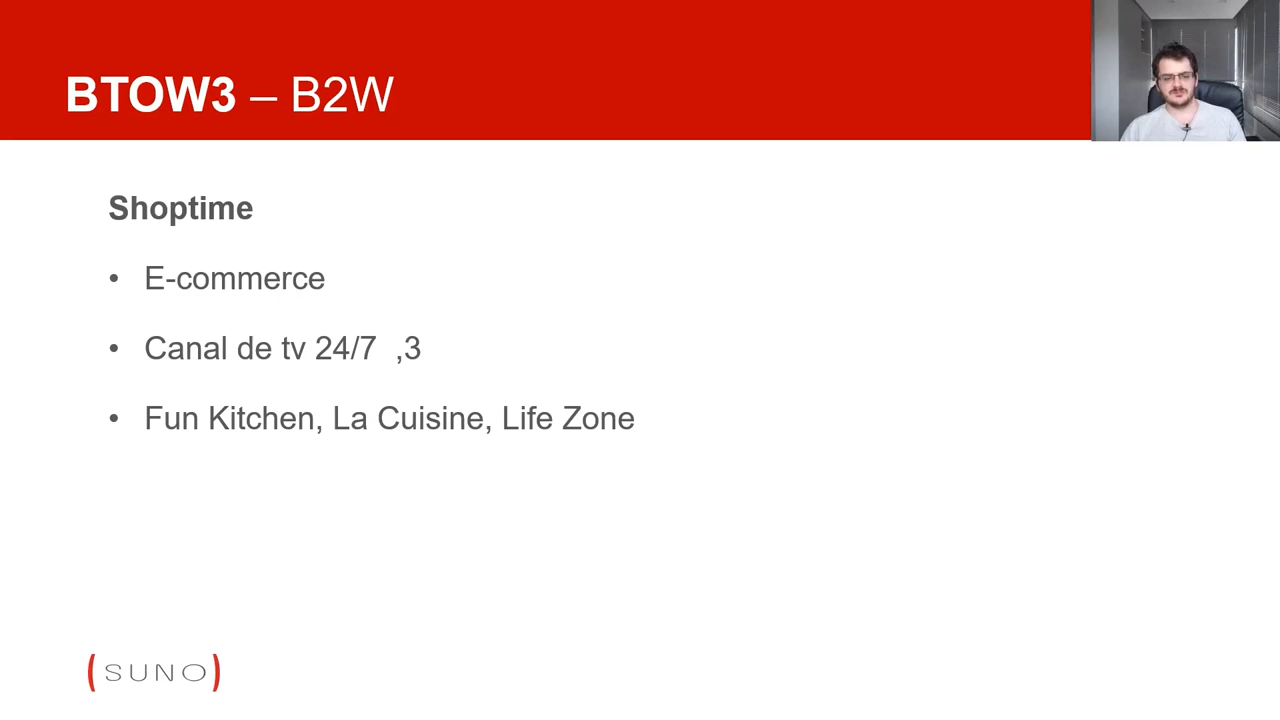 BTOW3 – B2W
Shoptime
• E-commerce
• Canal de tv 24/7  ,3
• Fun Kitchen, La Cuisine, Life Zone
(SUNO)